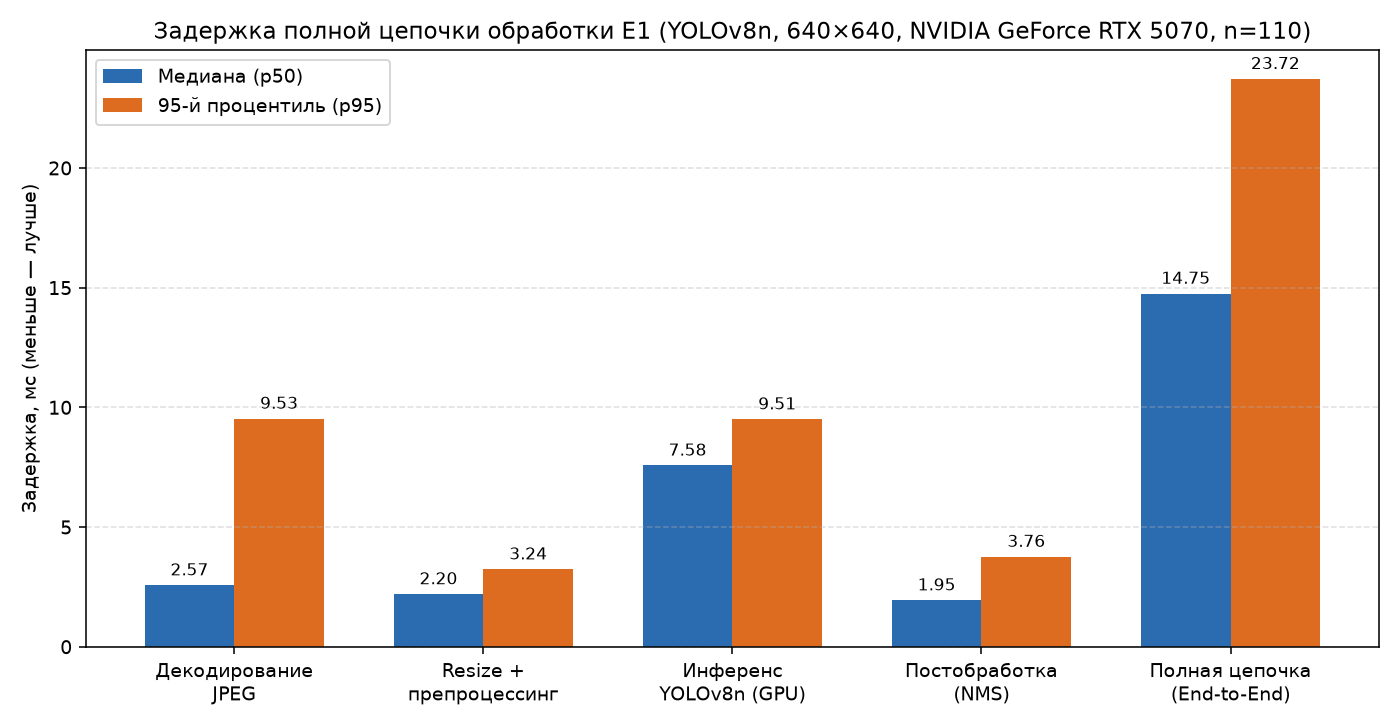 Задержка полной цепочки обработки E1 (YOLOv8n, 640×640, NVIDIA GeForce RTX 5070, n=110)
Медиана (p50)
95-й процентиль (p95)
Задержка, мс (меньше — лучше)
20
15
10
5
0
2.57
9.53
2.20
3.24
7.58
9.51
1.95
3.76
14.75
23.72
Декодирование
JPEG
Resize +
препроцессинг
Инференс
YOLOv8n (GPU)
Постобработка
(NMS)
Полная цепочка
(End-to-End)